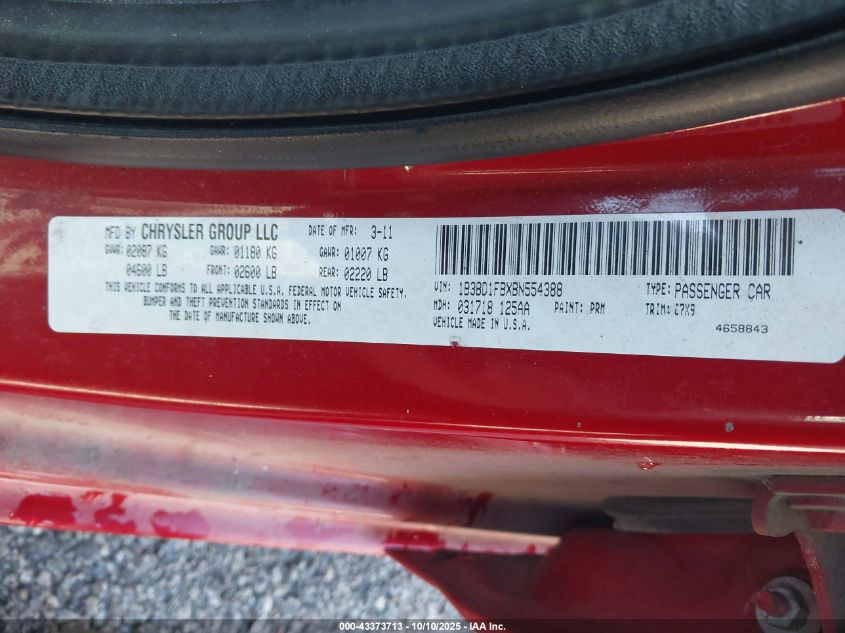 MFD BY CHRYSLER GROUP LLC DATE OF MFR: 3-11
GVWR: 02087 KG GAWR: 01180 KG GAWR: 01007 KG
04600 LB FRONT: 02600 LB REAR: 02220 LB
THIS VEHICLE CONFORMS TO ALL APPLICABLE U.S.A. FEDERAL MOTOR VEHICLE SAFETY,
BUMPER AND THEFT PREVENTION STANDARDS IN EFFECT ON
THE DATE OF MANUFACTURE SHOWN ABOVE.
VIN: 1B3BD1FBXBN554388 TYPE: PASSENGER CAR
MDH: 031718 125AA PAINT: PRM TRIM: C7X9
VEHICLE MADE IN U.S.A. 4658843
000-43373713 - 10/10/2025 - IAA Inc.